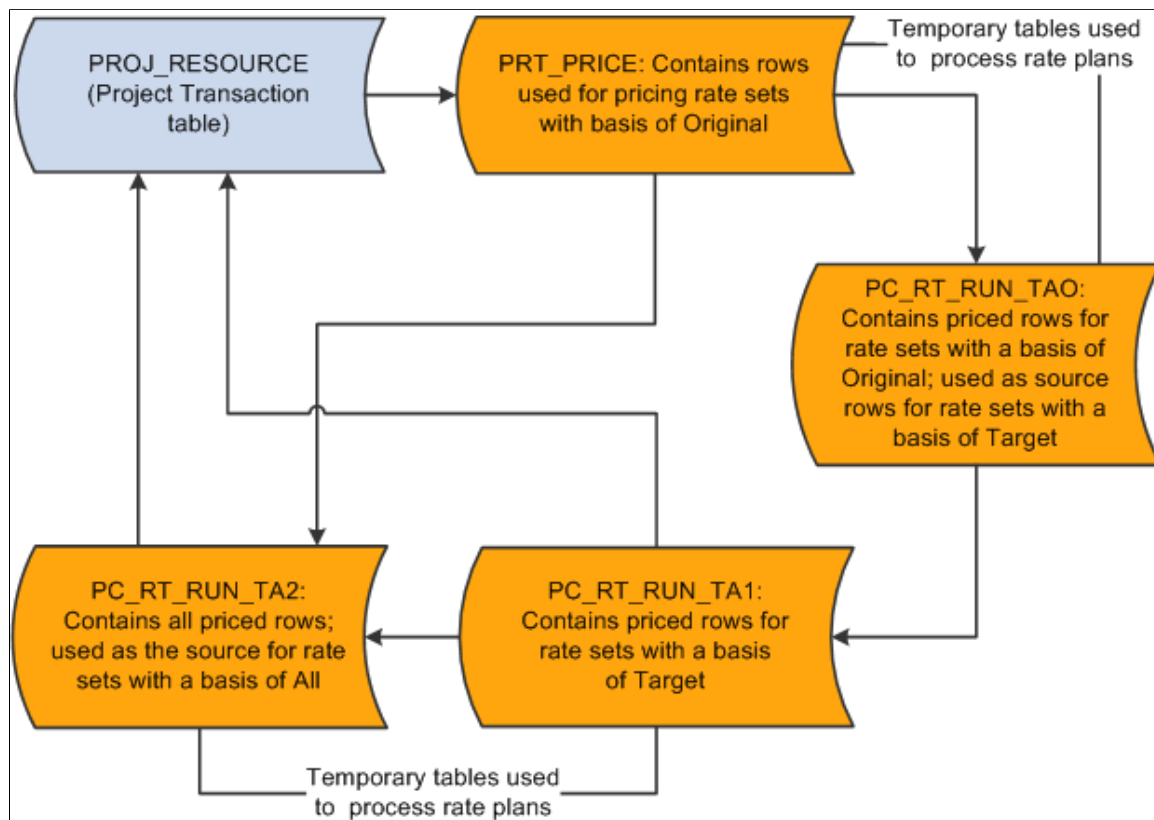 PROJ_RESOURCE
(Project Transaction
table)
PRT_PRICE: Contains rows
used for pricing rate sets
with basis of Original
Temporary tables used
to process rate plans
PC_RT_RUN_TAO:
Contains priced rows for
rate sets with a basis of
Original; used as source
rows for rate sets with a
basis of Target
PC_RT_RUN_TA2:
Contains all priced rows;
used as the source for rate
sets with a basis of All
PC_RT_RUN_TA1:
Contains priced rows for
rate sets with a basis
of Target
Temporary tables used
to process rate plans